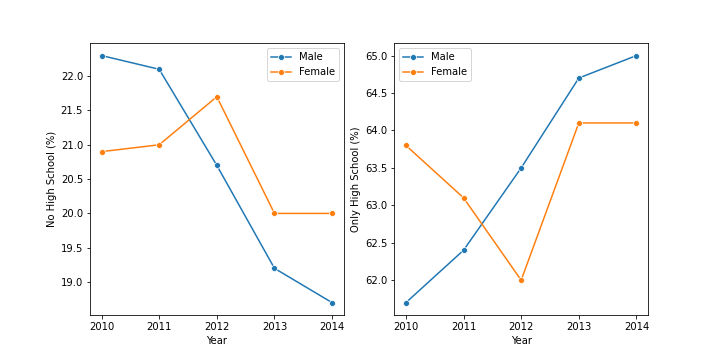 Male
Female
22.0
21.5
21.0
20.5
20.0
19.5
19.0
No High School (%)
2010 2011 2012 2013 2014
Year
Male
Female
65.0
64.5
64.0
63.5
63.0
62.5
62.0
Only High School (%)
2010 2011 2012 2013 2014
Year